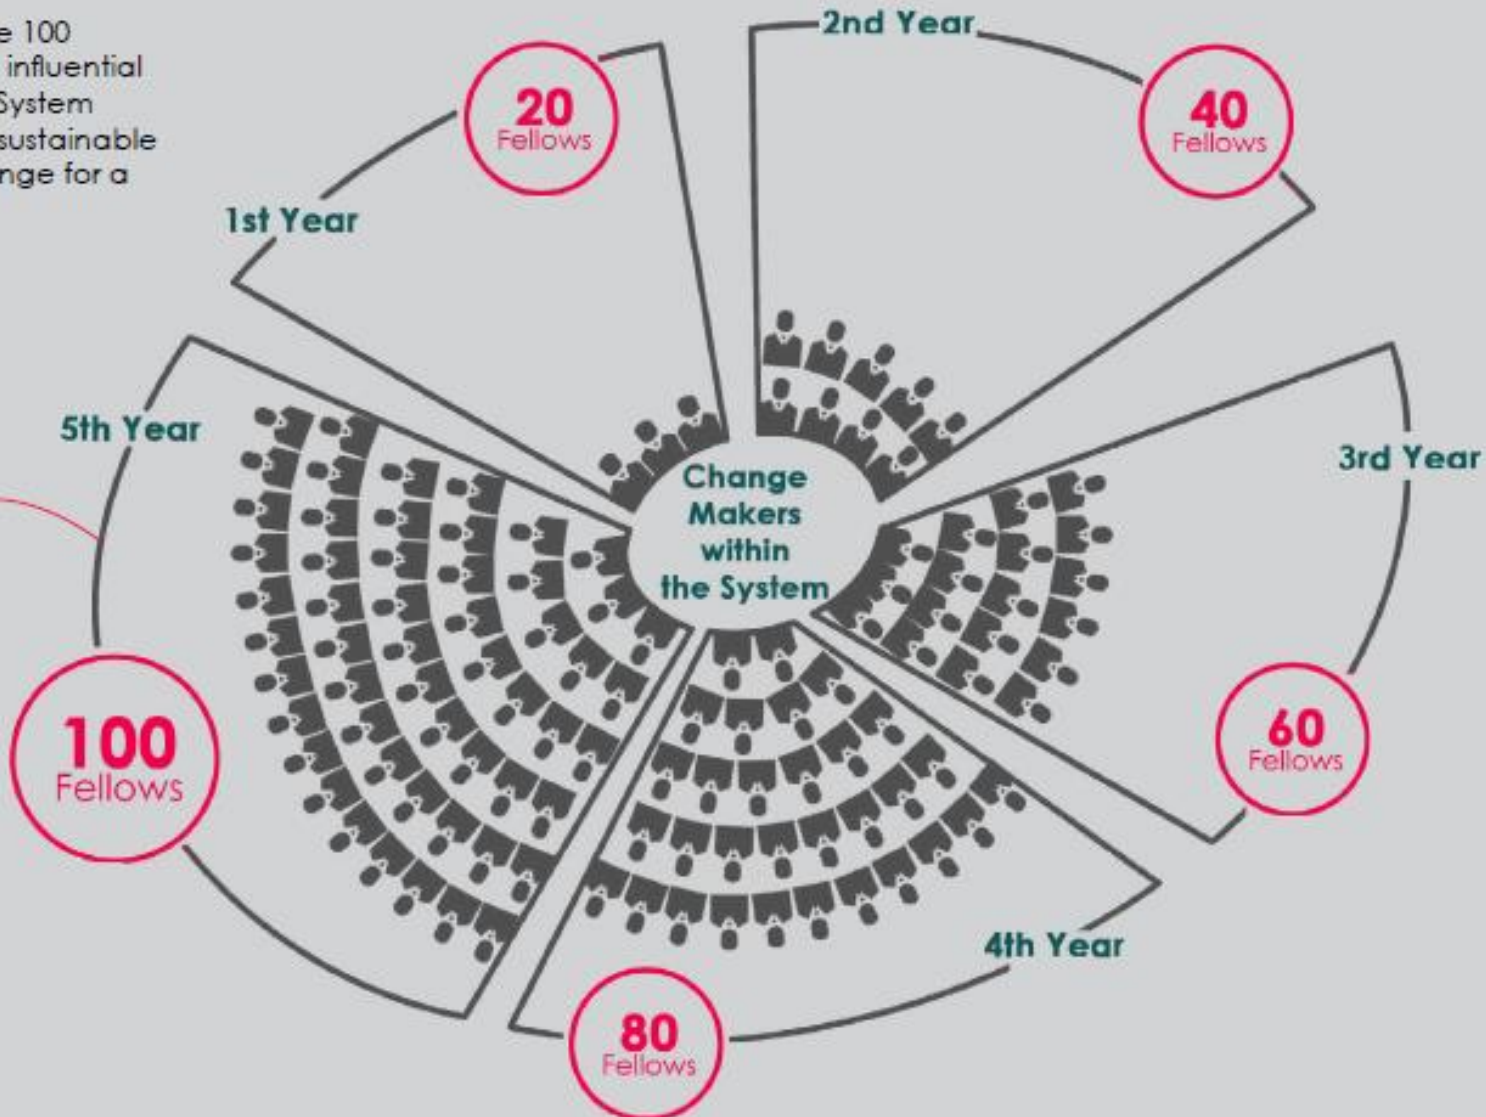 e 100
influential
System
sustainable
nge for a
20
Fellows
1st Year
2nd Year
40
Fellows
3rd Year
60
Fellows
4th Year
80
Fellows
5th Year
100
Fellows
Change
Makers
within
the System